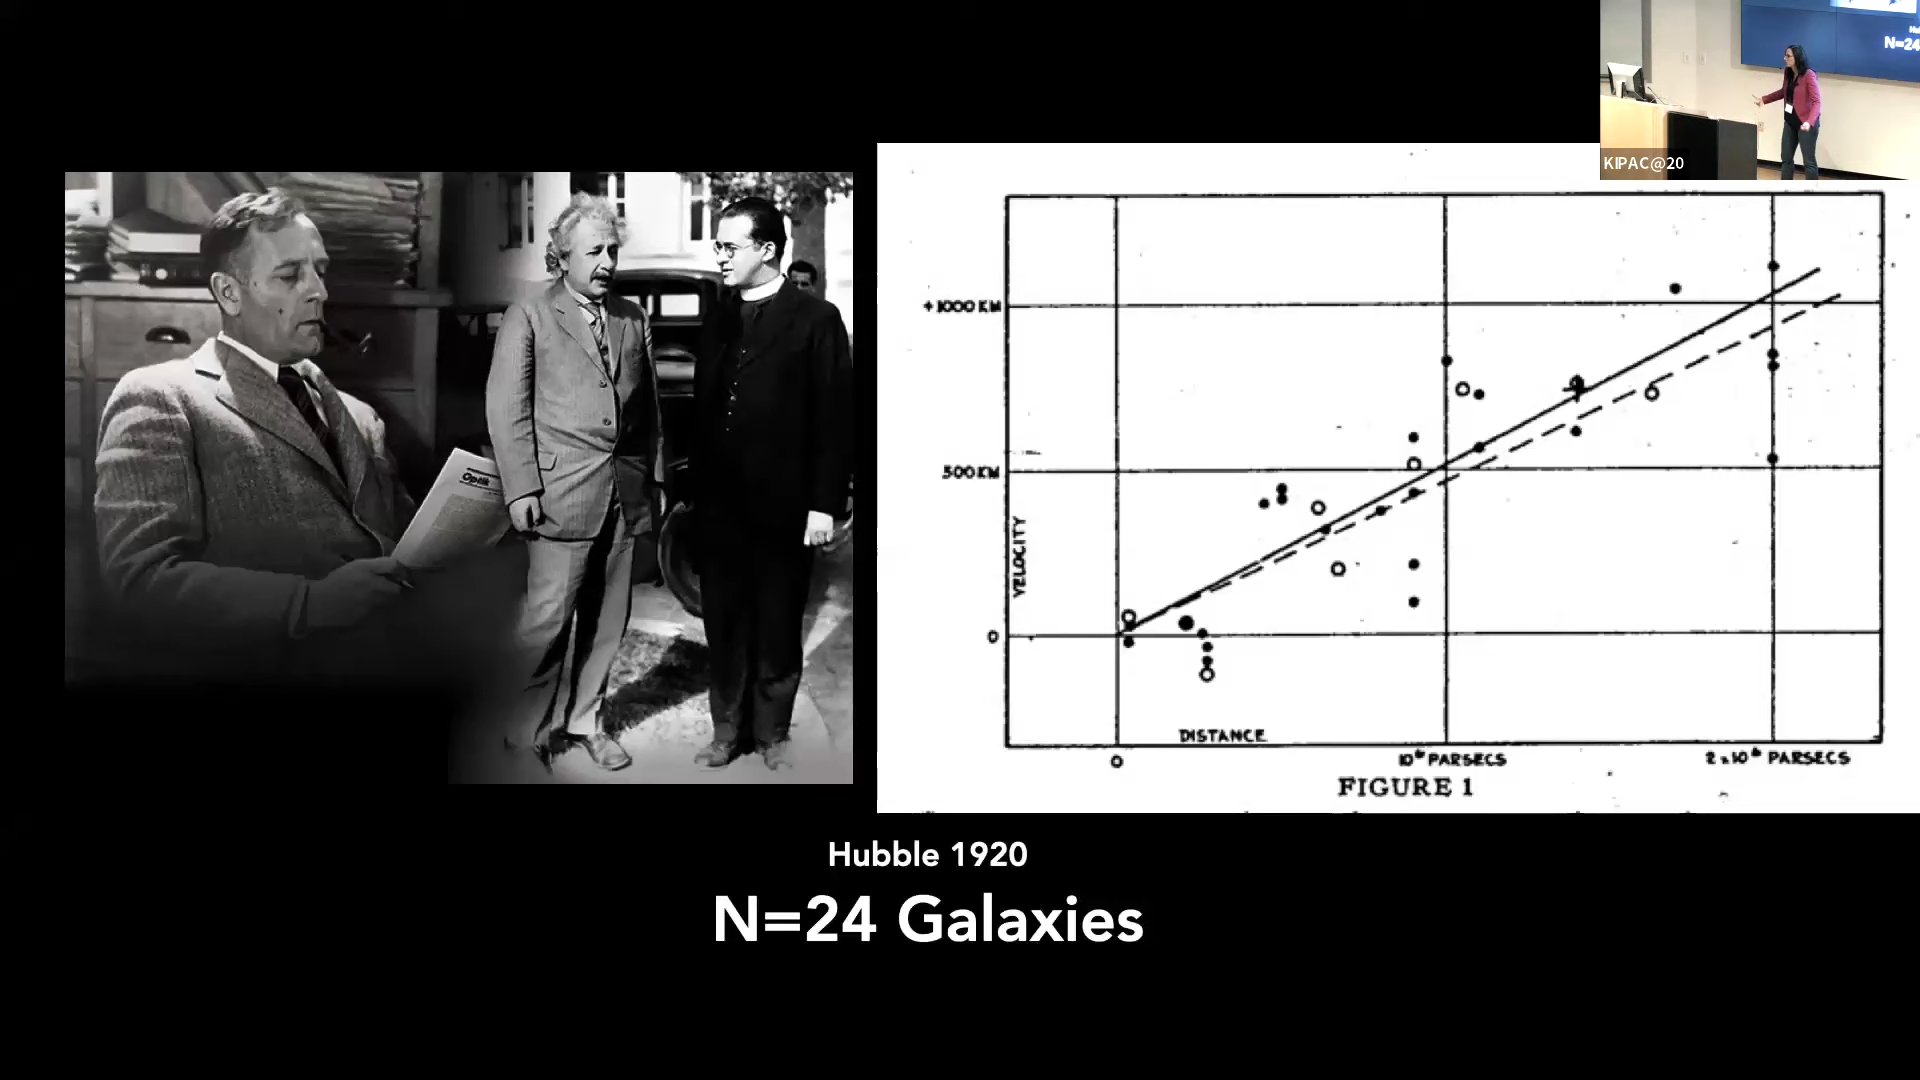 N=24
KIPAC@20
Optik
+1000 KM
500 KM
0
VELOCITY
DISTANCE
0
10⁶ PARSECS
2 x 10⁶ PARSECS
FIGURE 1
Hubble 1920
N=24 Galaxies